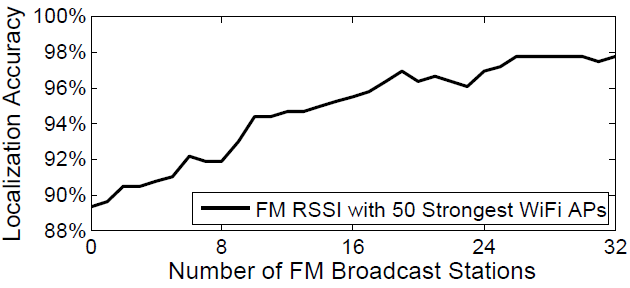 100%
98%
96%
94%
92%
90%
88%
Localization Accuracy
FM RSSI with 50 Strongest WiFi APs
0 8 16 24 32
Number of FM Broadcast Stations